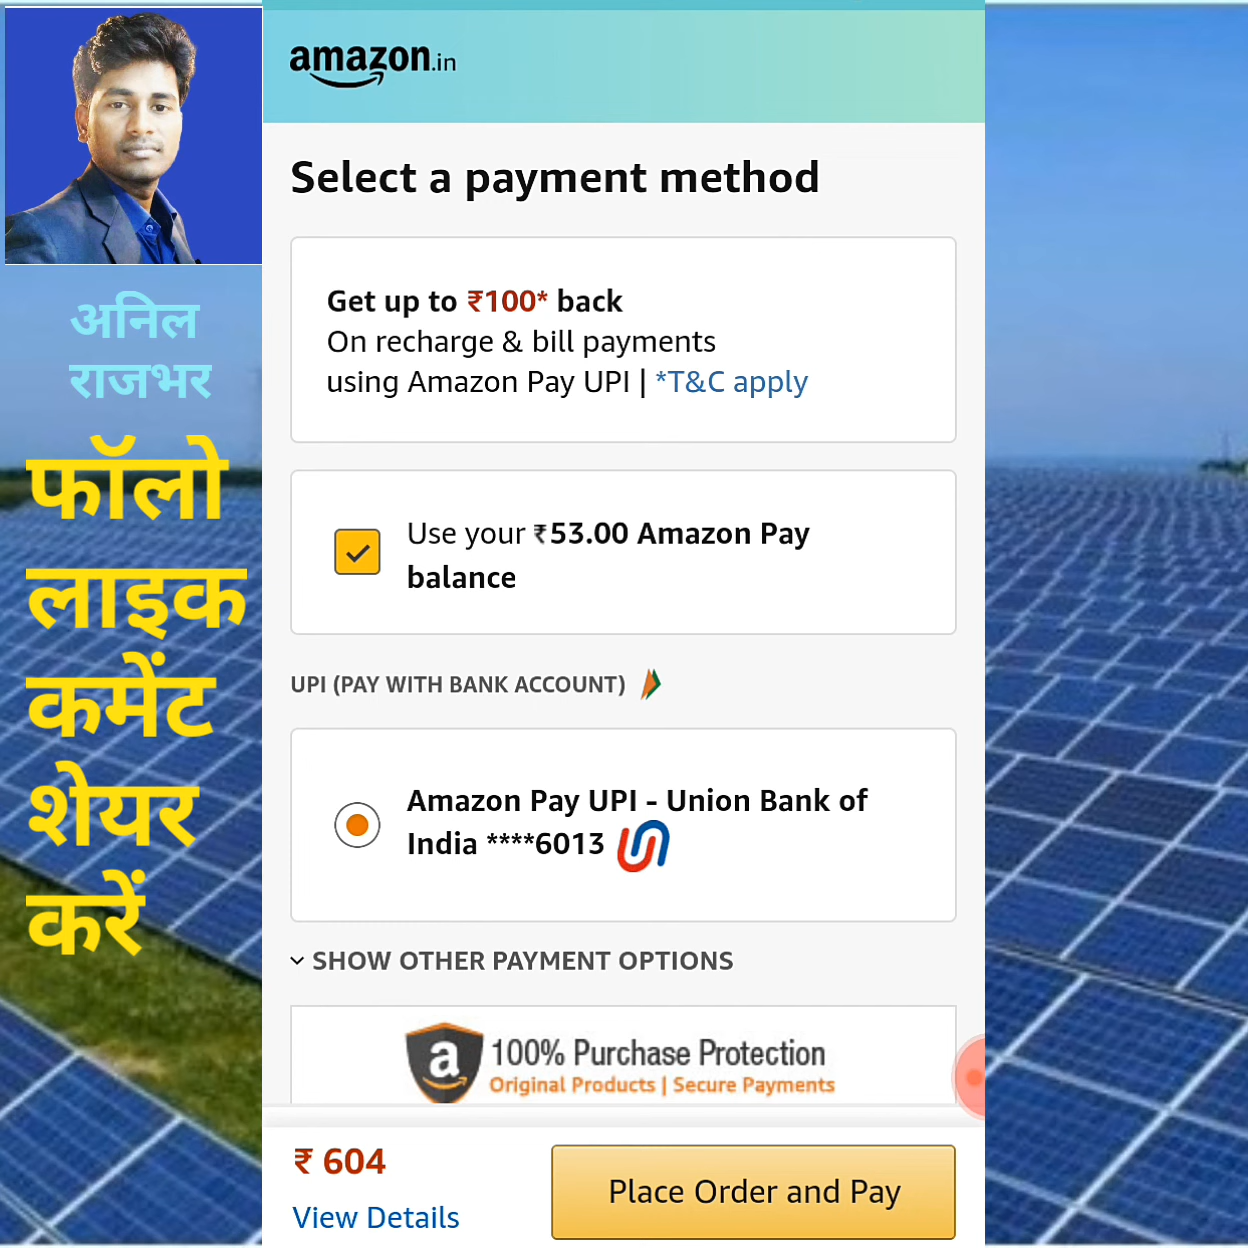 अनिल
राजभर
फॉलो
लाइक
कमेंट
शेयर
करें
amazon.in
Select a payment method
Get up to ₹100* back
On recharge & bill payments
using Amazon Pay UPI | *T&C apply
Use your ₹53.00 Amazon Pay
balance
UPI (PAY WITH BANK ACCOUNT)
Amazon Pay UPI - Union Bank of
India ****6013
SHOW OTHER PAYMENT OPTIONS
a 100% Purchase Protection
Original Products | Secure Payments
₹ 604
View Details
Place Order and Pay